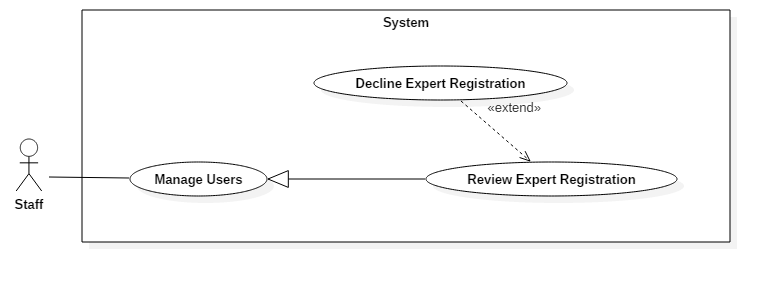 System
Decline Expert Registration
«extend»
Manage Users
Review Expert Registration
Staff